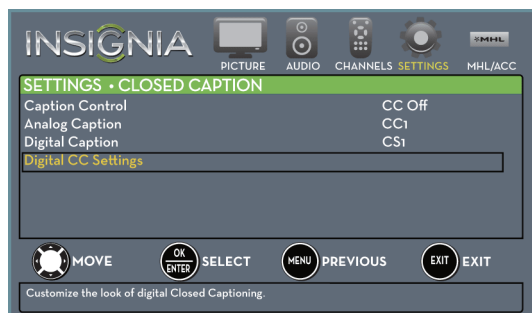 INSIGNIA
PICTURE AUDIO CHANNELS SETTINGS MHL/ACC
MHL
SETTINGS • CLOSED CAPTION
Caption Control CC Off
Analog Caption CC1
Digital Caption CS1
Digital CC Settings
MOVE OK ENTER SELECT MENU PREVIOUS EXIT EXIT
Customize the look of digital Closed Captioning.